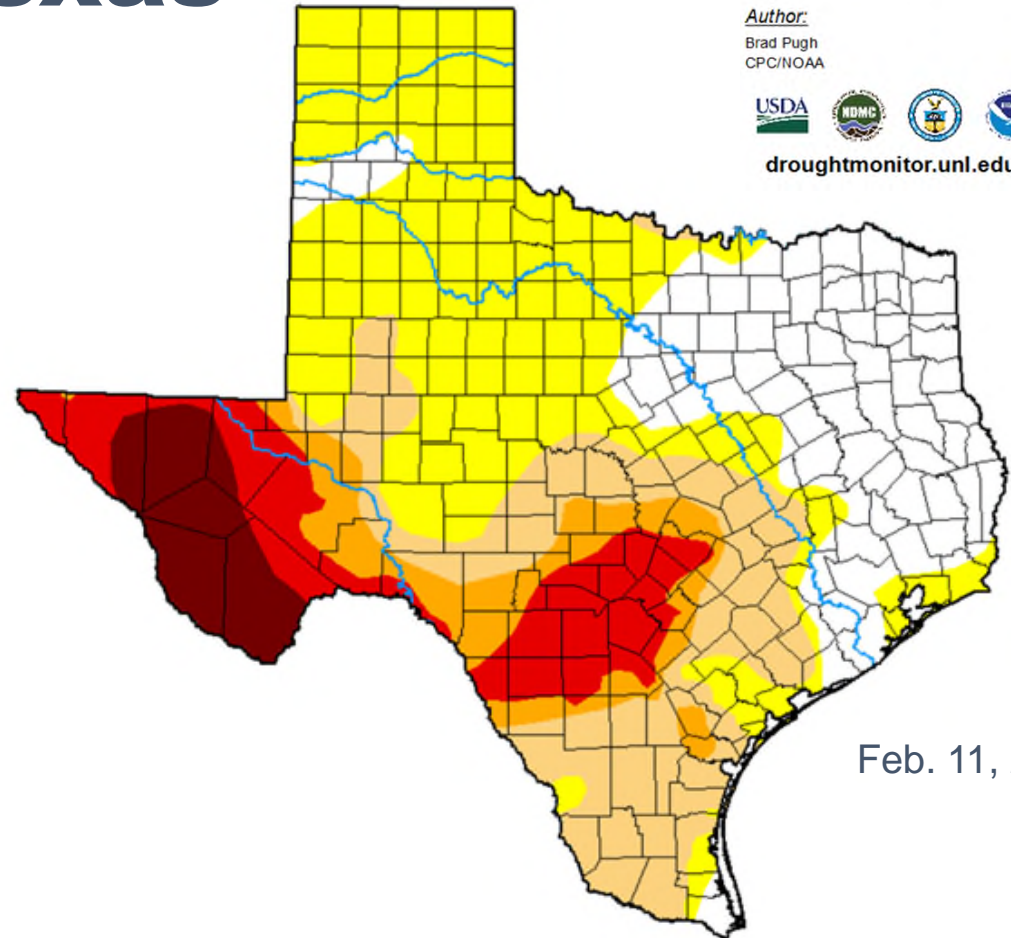 Author:
Brad Pugh
CPC/NOAA
USDA
NDMC
droughtmonitor.unl.edu
Feb. 11,